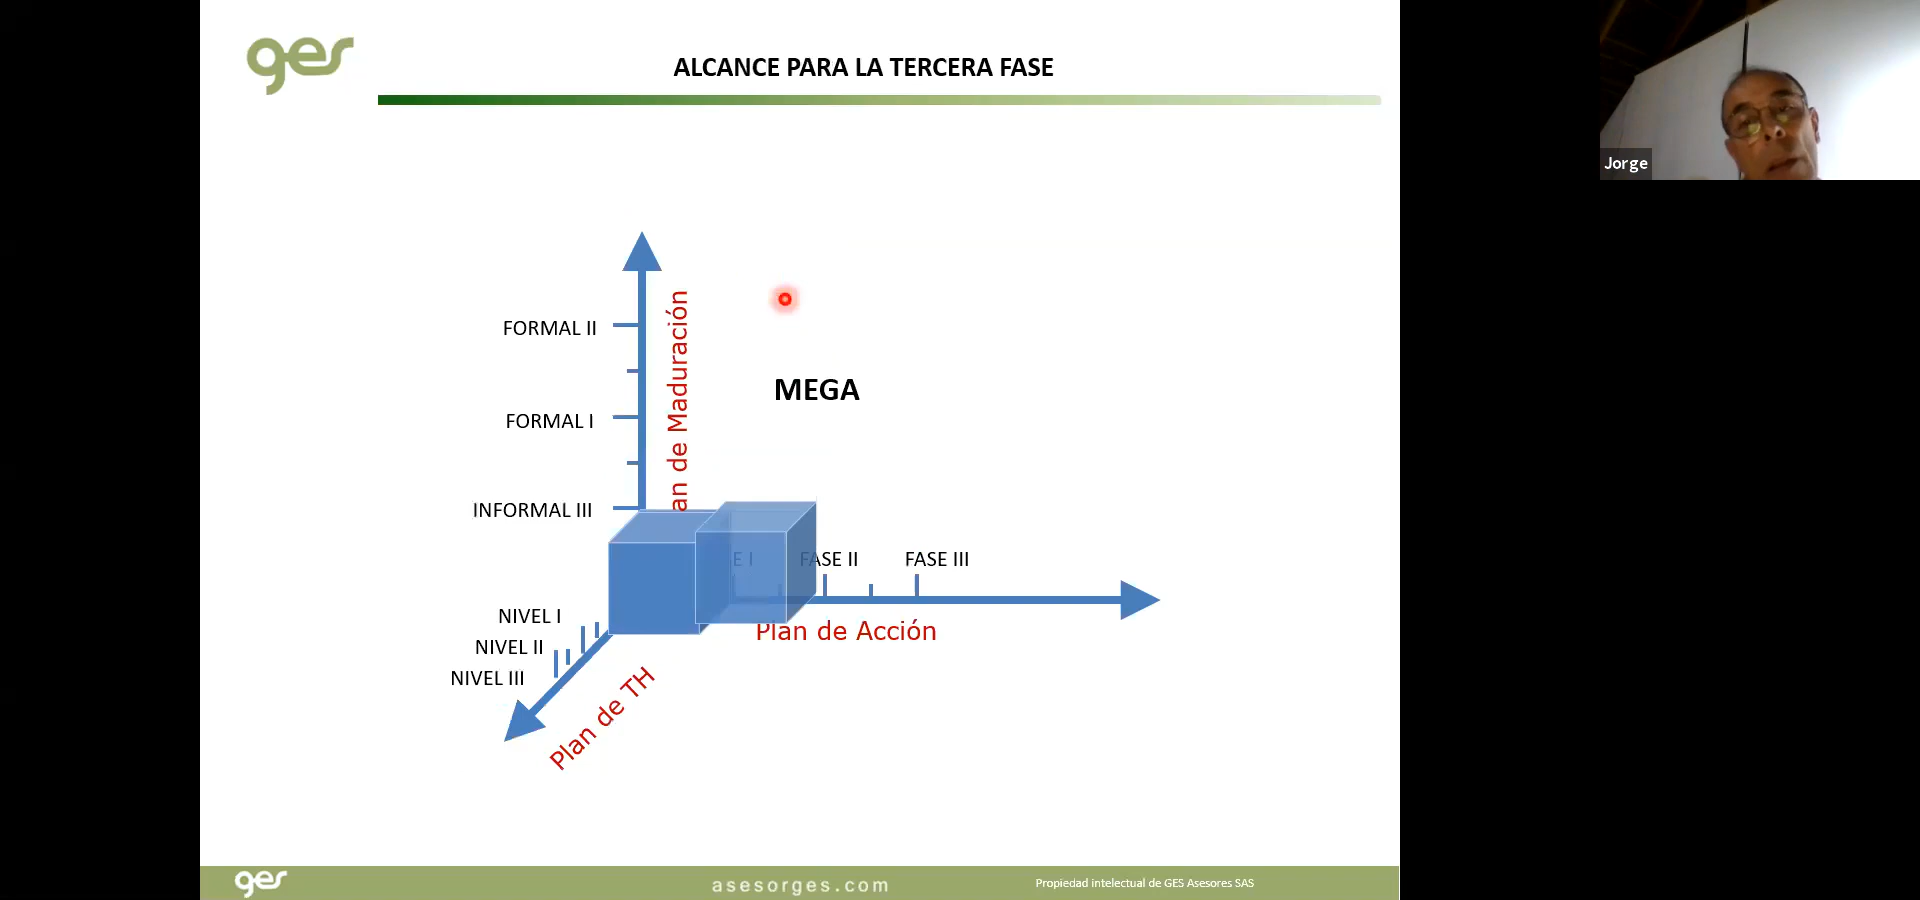 ges
ALCANCE PARA LA TERCERA FASE
Jorge
FORMAL II
an de Maduración
MEGA
FORMAL I
INFORMAL III
E I
FASE II
FASE III
NIVEL I
NIVEL II
NIVEL III
Plan de Acción
Plan de TH
ges
asesorges.com
Propiedad intelectual de GES Asesores SAS